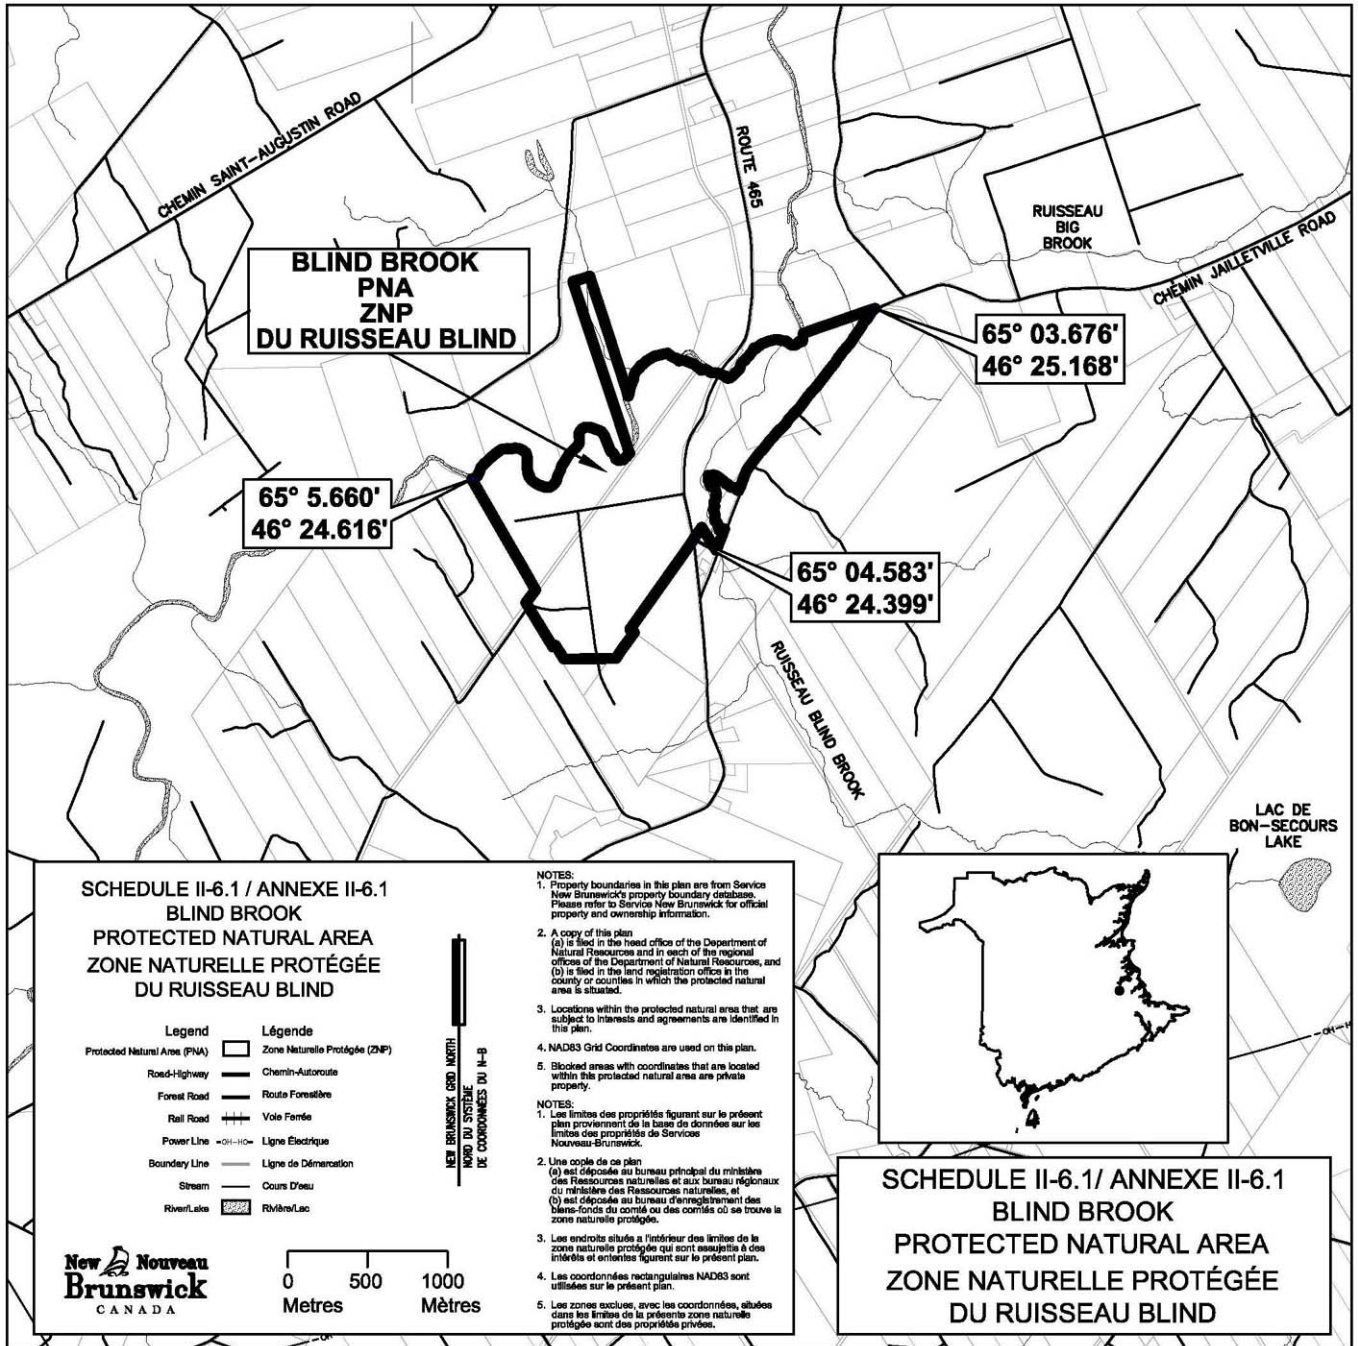 CHEMIN SAINT-AUGUSTIN ROAD
ROUTE 465
RUISSEAU
BIG
BROOK
CHEMIN JAILLETVILLE ROAD
BLIND BROOK
PNA
ZNP
DU RUISSEAU BLIND
65° 03.676'
46° 25.168'
65° 5.660'
46° 24.616'
65° 04.583'
46° 24.399'
RUISSEAU BLIND BROOK
LAC DE
BON-SECOURS
LAKE
SCHEDULE II-6.1 / ANNEXE II-6.1
BLIND BROOK
PROTECTED NATURAL AREA
ZONE NATURELLE PROTÉGÉE
DU RUISSEAU BLIND
Legend Légende
Protected Natural Area (PNA) Zone Naturelle Protégée (ZNP)
Road-Highway Chemin-Autoroute
Forest Road Route Forestière
Rail Road Voie Ferrée
Power Line -OH-HO- Ligne Électrique
Boundary Line Ligne de Démarcation
Stream Cours D'eau
River/Lake Rivière/Lac
NEW BRUNSWICK GRID NORTH
NORD DU SYSTÈME
DE COORDONNÉES DU N-B
New Nouveau
Brunswick
CANADA
0 500 1000
Metres Mètres
NOTES:
1. Property boundaries in this plan are from Service
New Brunswick's property boundary database.
Please refer to Service New Brunswick for official
property and ownership information.
2. A copy of this plan
(a) is filed in the head office of the Department of
Natural Resources and in each of the regional
offices of the Department of Natural Resources, and
(b) is filed in the land registration office in the
county or counties in which the protected natural
area is situated.
3. Locations within the protected natural area that are
subject to interests and agreements are identified in
this plan.
4. NAD83 Grid Coordinates are used on this plan.
5. Blocked areas with coordinates that are located
within this protected natural area are private
property.
NOTES:
1. Les limites des propriétés figurant sur le présent
plan proviennent de la base de données sur les
limites des propriétés de Services
Nouveau-Brunswick.
2. Une copie de ce plan
(a) est déposée au bureau principal du ministère
des Ressources naturelles et aux bureau régionaux
du ministère des Ressources naturelles, et
(b) est déposée au bureau d'enregistrement des
biens-fonds du comté ou des comtés où se trouve la
zone naturelle protégée.
3. Les endroits situés a l'intérieur des limites de la
zone naturelle protégée qui sont assujettis à des
intérêts et ententes figurent sur le présent plan.
4. Les coordonnées rectangulaires NAD83 sont
utilisées sur le présent plan.
5. Les zones exclues, avec les coordonnées, situées
dans les limites de la présente zone naturelle
protégée sont des propriétés privées.
SCHEDULE II-6.1/ ANNEXE II-6.1
BLIND BROOK
PROTECTED NATURAL AREA
ZONE NATURELLE PROTÉGÉE
DU RUISSEAU BLIND